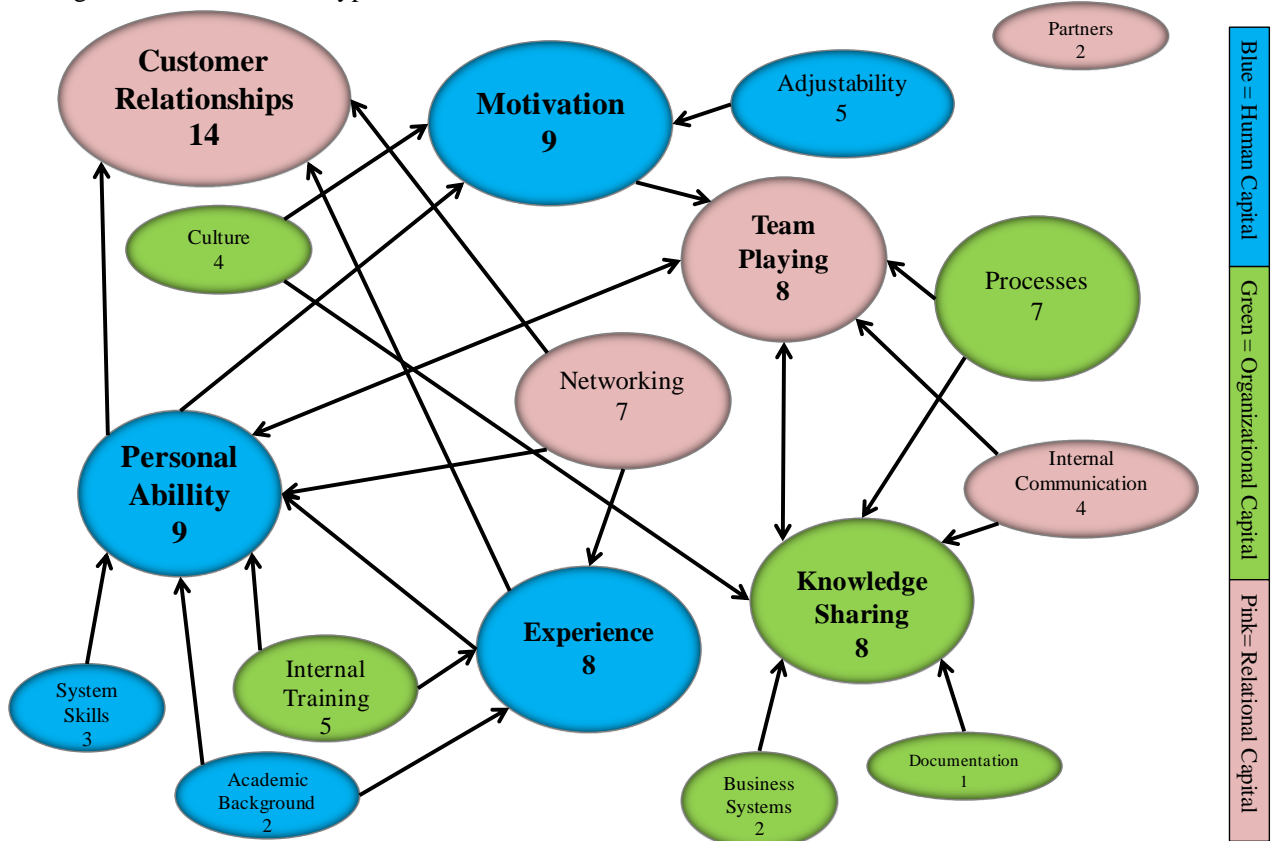 Partners
2
Customer
Relationships
14
Motivation
9
Adjustability
5
Culture
4
Team
Playing
8
Processes
7
Networking
7
Personal
Abillity
9
Internal
Communication
4
Experience
8
Knowledge
Sharing
8
System
Skills
3
Internal
Training
5
Academic
Background
2
Business
Systems
2
Documentation
1
Blue = Human Capital
Green = Organizational Capital
Pink= Relational Capital